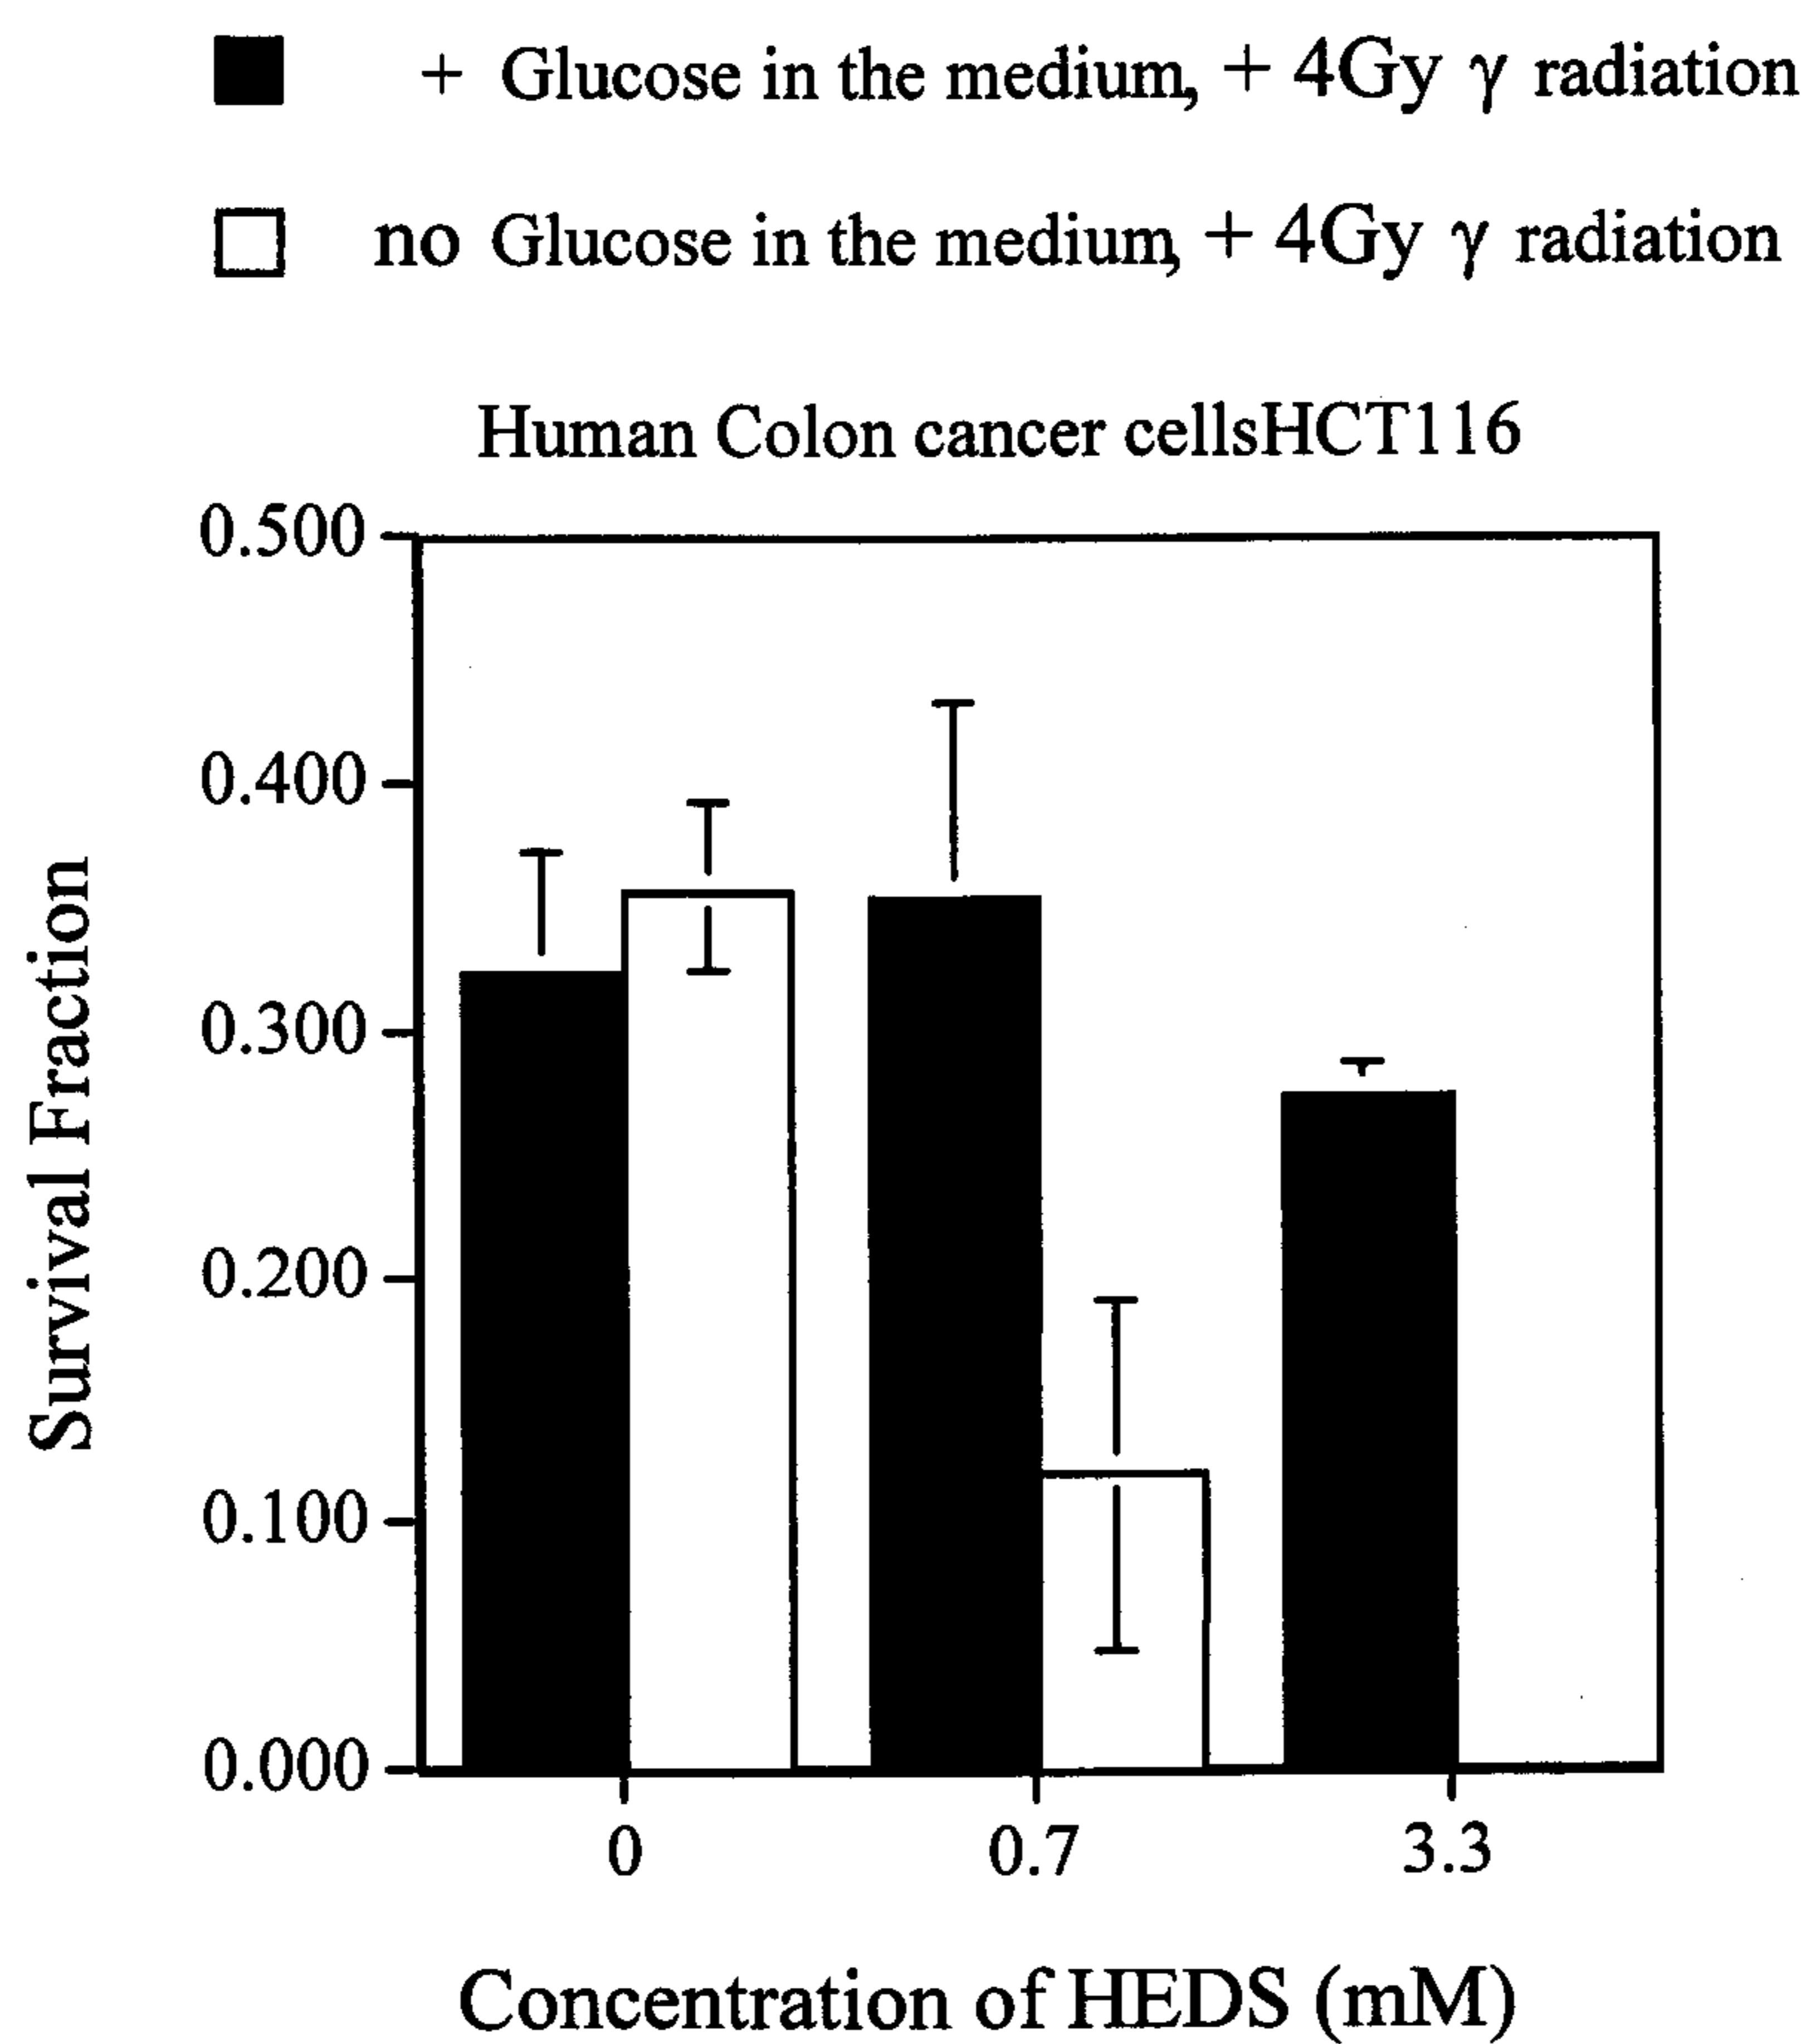 + Glucose in the medium, + 4Gy γ radiation
no Glucose in the medium, + 4Gy γ radiation
Human Colon cancer cellsHCT116
0.500
0.400
0.300
0.200
0.100
0.000
Survival Fraction
0 0.7 3.3
Concentration of HEDS (mM)